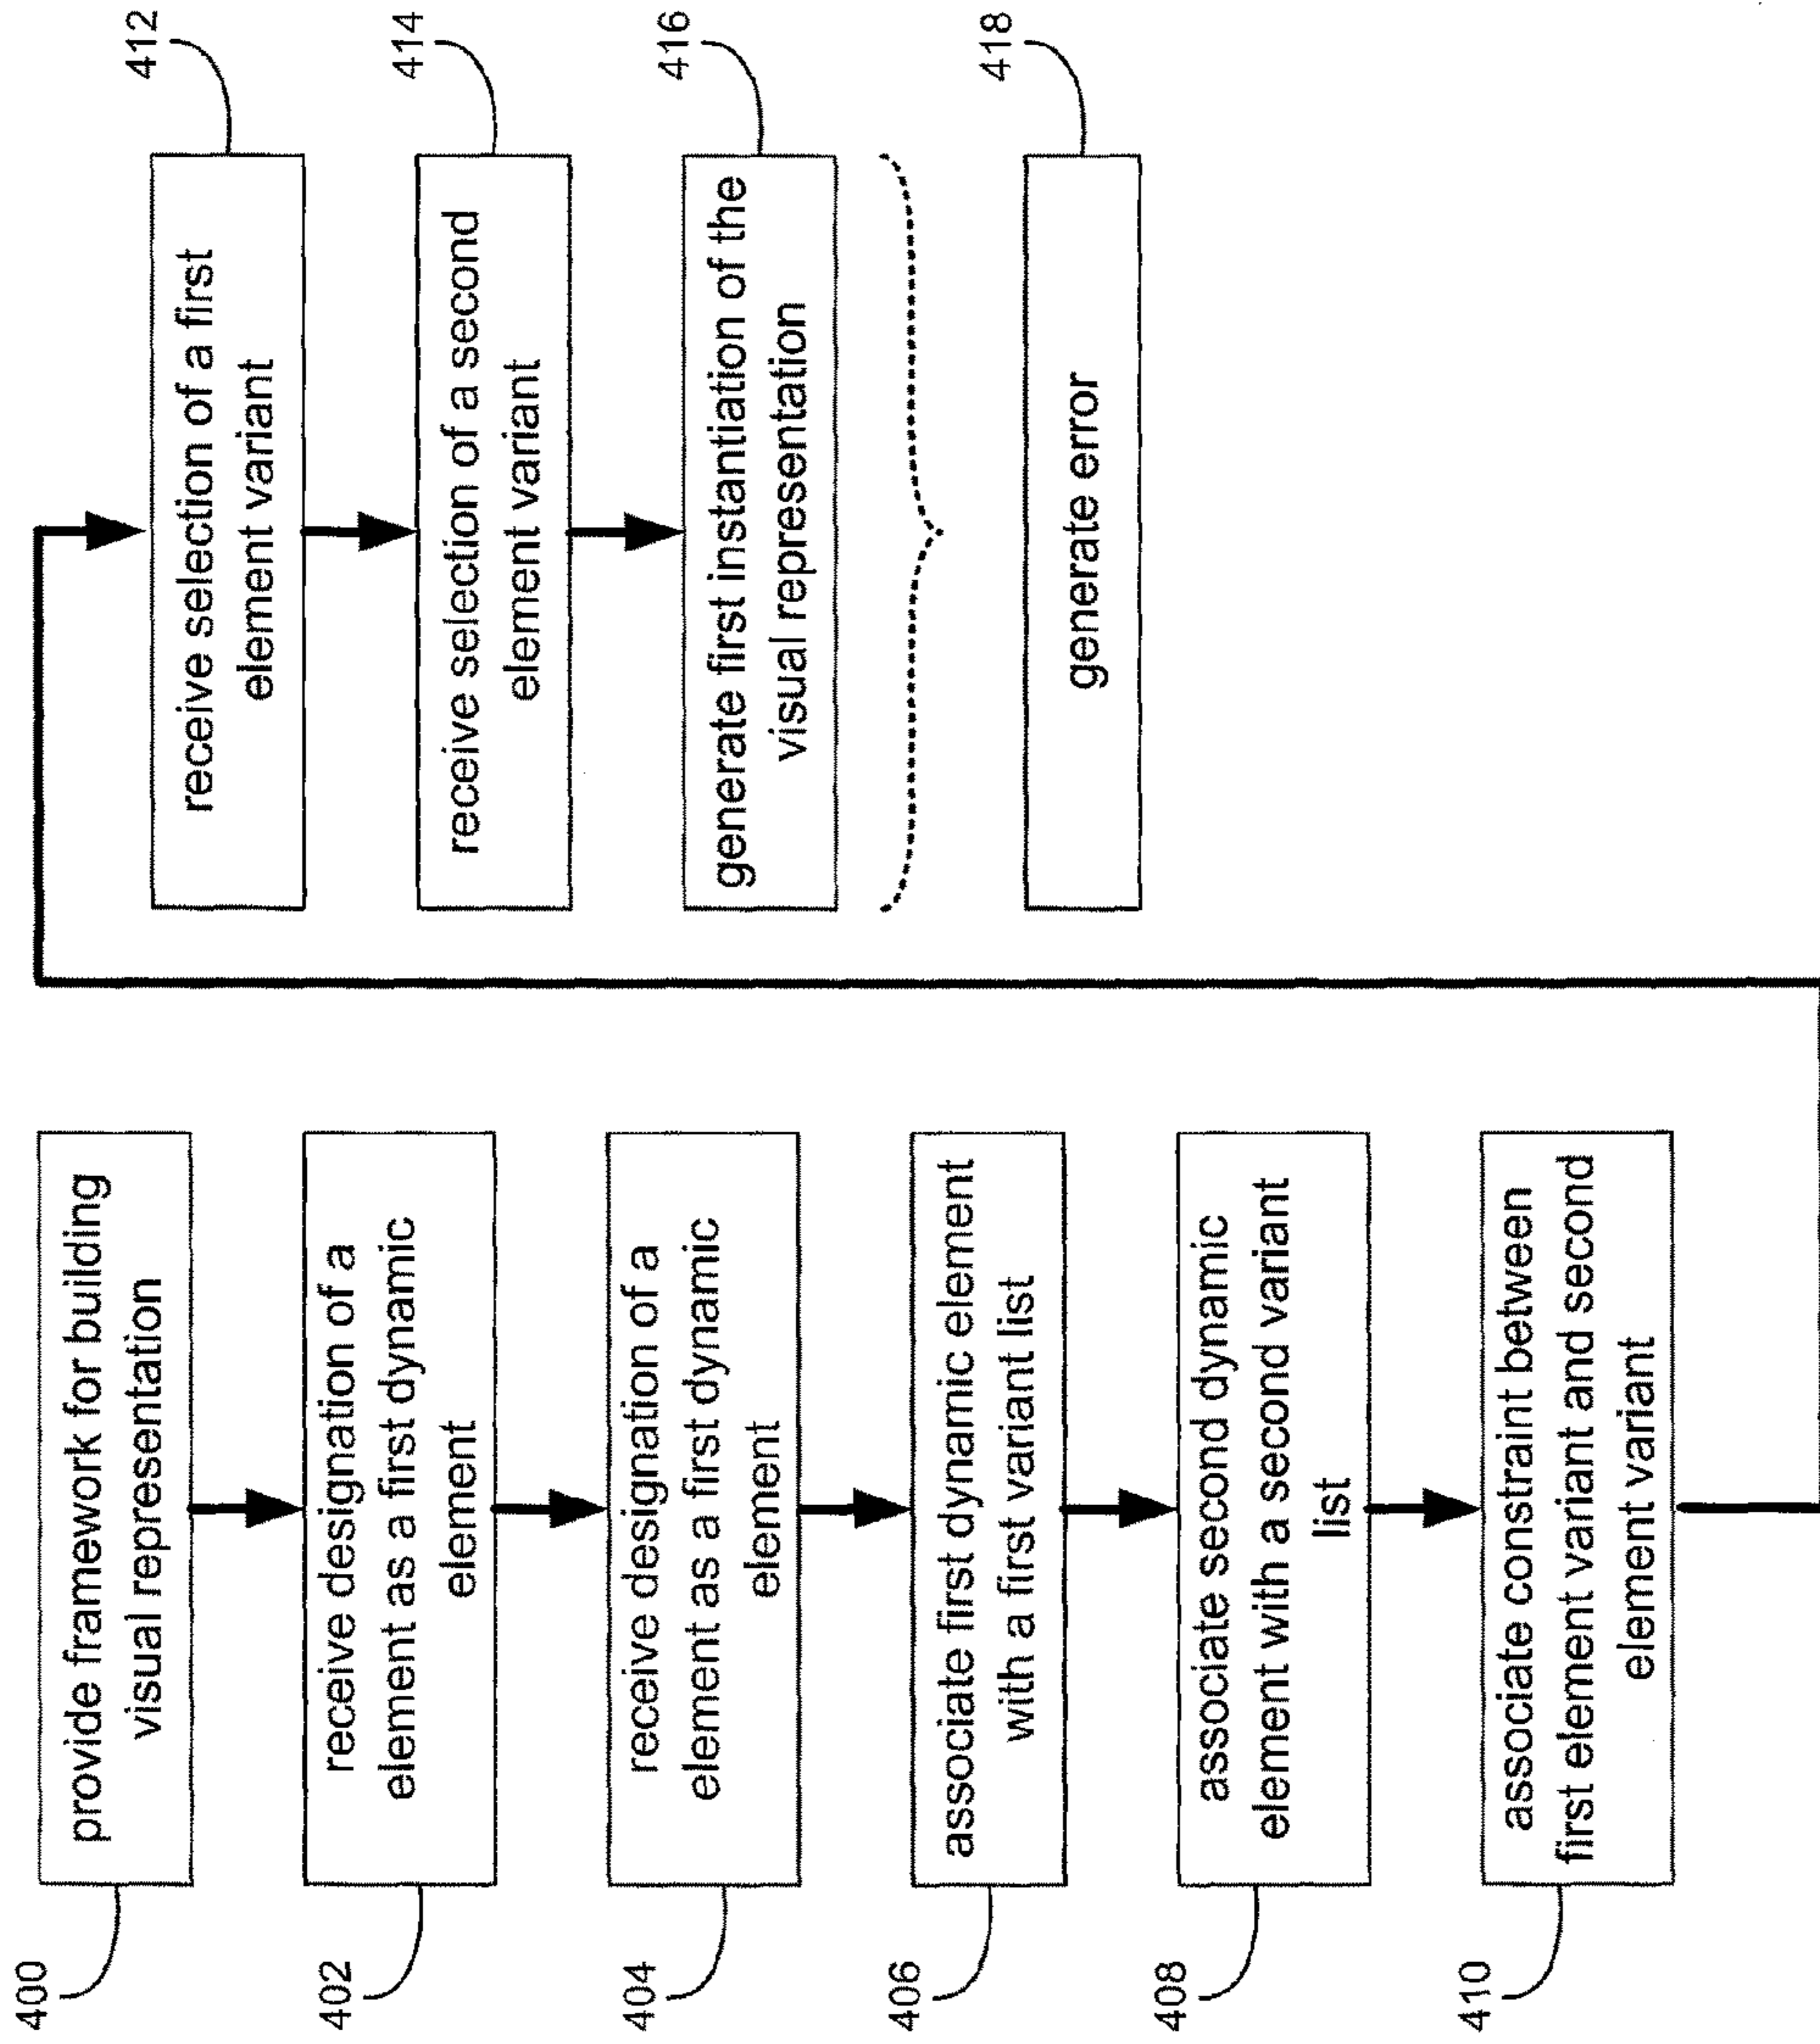 400
provide framework for building
visual representation
402
receive designation of a
element as a first dynamic
element
404
receive designation of a
element as a first dynamic
element
406
associate first dynamic element
with a first variant list
408
associate second dynamic
element with a second variant
list
410
associate constraint between
first element variant and second
element variant
412
receive selection of a first
element variant
414
receive selection of a second
element variant
416
generate first instantiation of the
visual representation
418
generate error